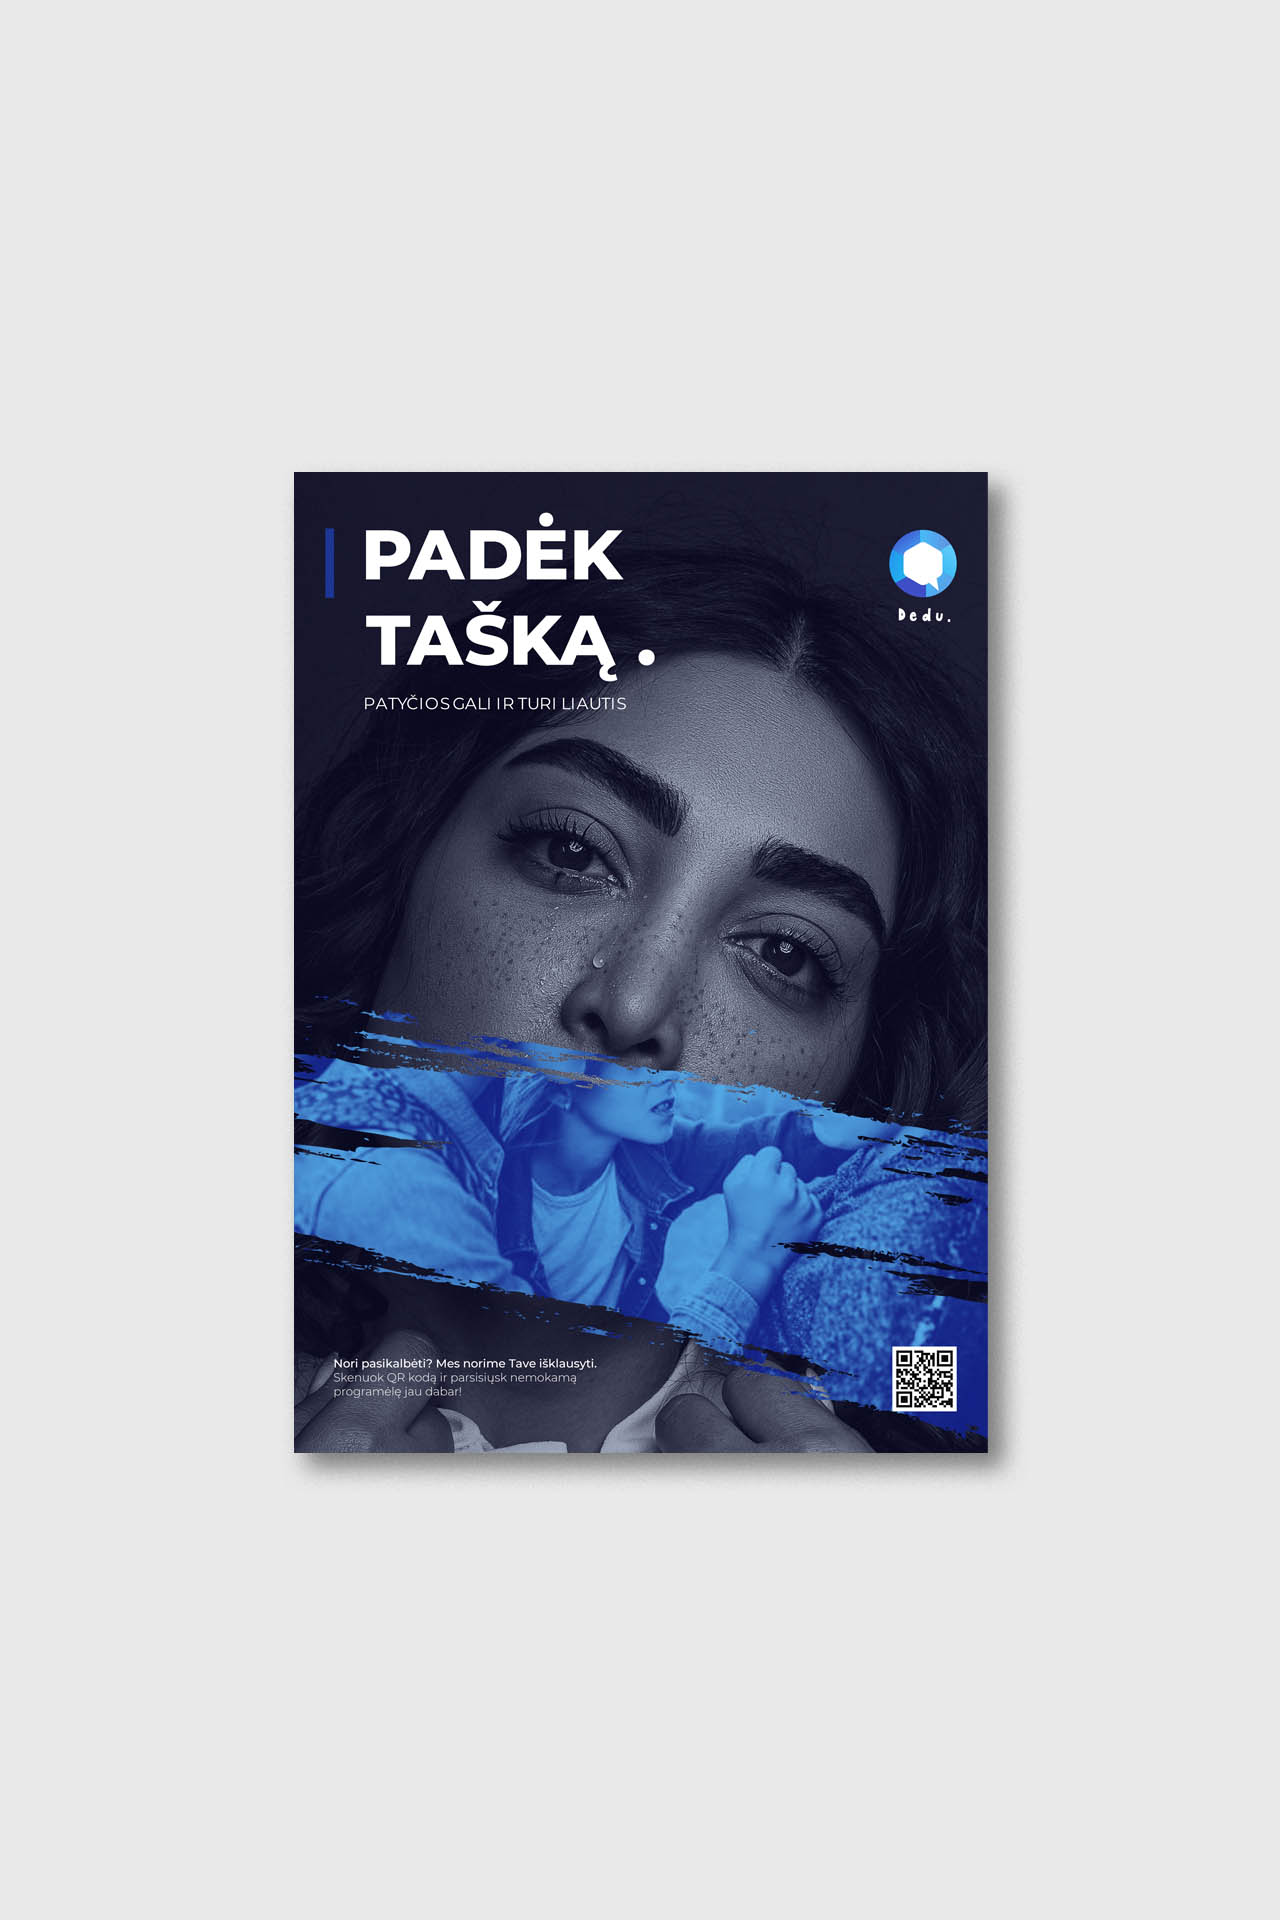 PADĖK
TAŠKĄ .
PATYČIOS GALI IR TURI LIAUTIS
Dedu.
Nori pasikalbėti? Mes norime Tave išklausyti.
Skenuok QR kodą ir parsisiųsk nemokamą
programėlę jau dabar!